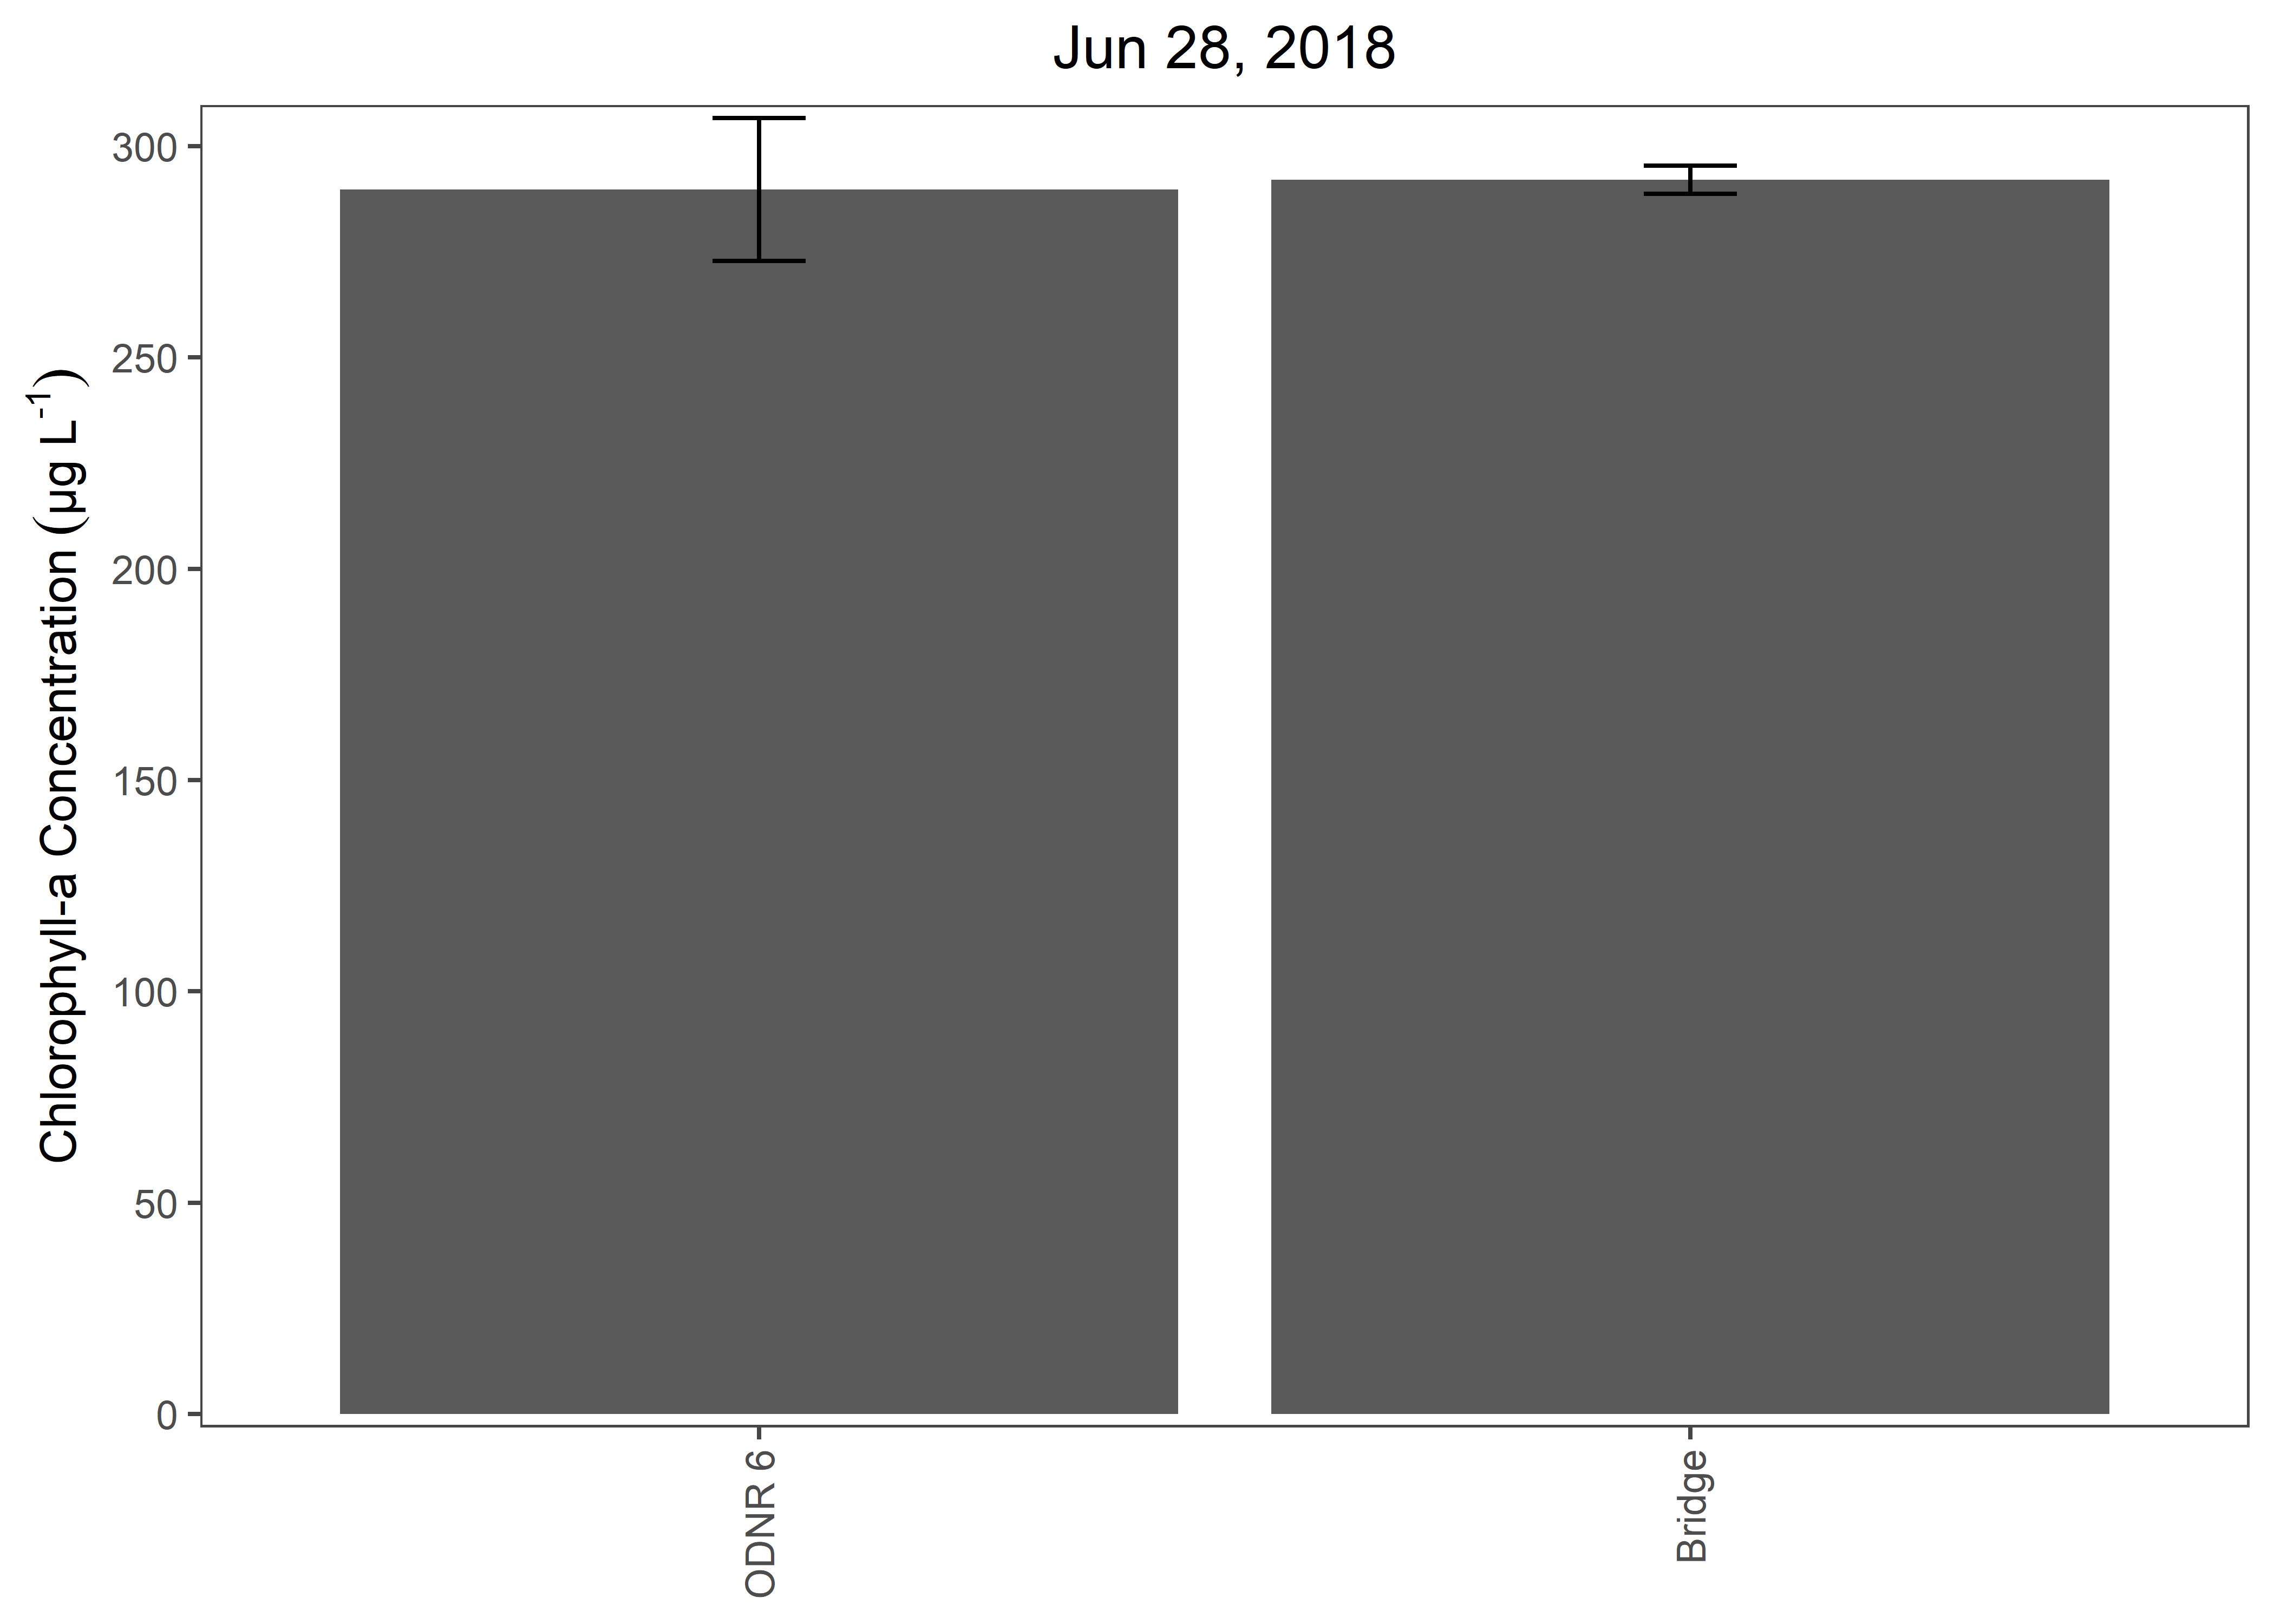 Jun 28, 2018
Chlorophyll-a Concentration (µg L⁻¹)
300
250
200
150
100
50
0
ODNR 6
Bridge